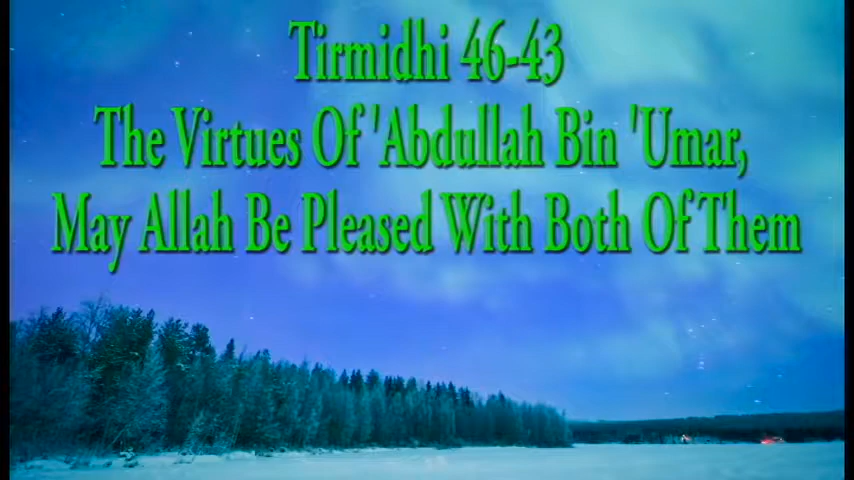 Tirmidhi 46-43
The Virtues Of 'Abdullah Bin 'Umar,
May Allah Be Pleased With Both Of Them